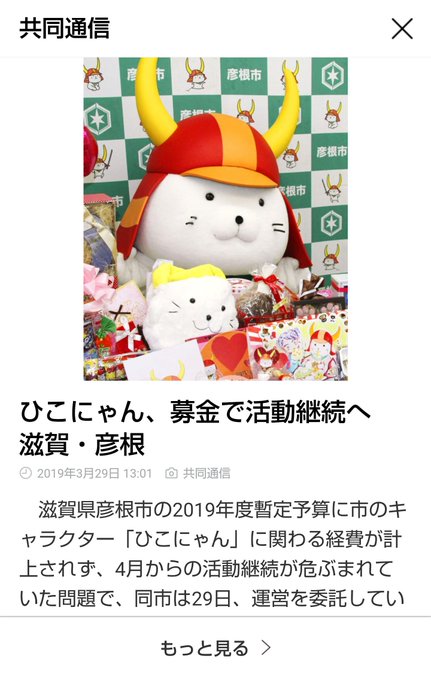 共同通信
彦根市
彦根市
彦根市
ひこにゃん、募金で活動継続へ
滋賀・彦根
2019年3月29日 13:01 共同通信
滋賀県彦根市の2019年度暫定予算に市のキ
ャラクター「ひこにゃん」に関わる経費が計
上されず、4月からの活動継続が危ぶまれて
いた問題で、同市は29日、運営を委託してい
もっと見る